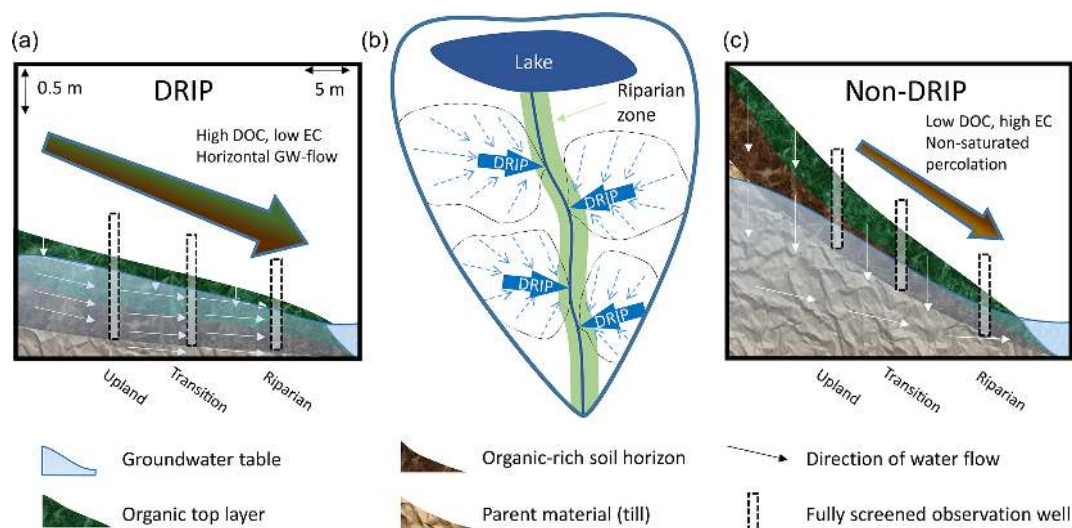 (a)
0.5 m
DRIP
5 m
High DOC, low EC
Horizontal GW-flow
Upland
Transition
Riparian
(b)
Lake
Riparian
zone
DRIP
DRIP
DRIP
DRIP
(c)
Non-DRIP
Low DOC, high EC
Non-saturated
percolation
Upland
Transition
Riparian
Groundwater table
Organic-rich soil horizon
Direction of water flow
Organic top layer
Parent material (till)
Fully screened observation well